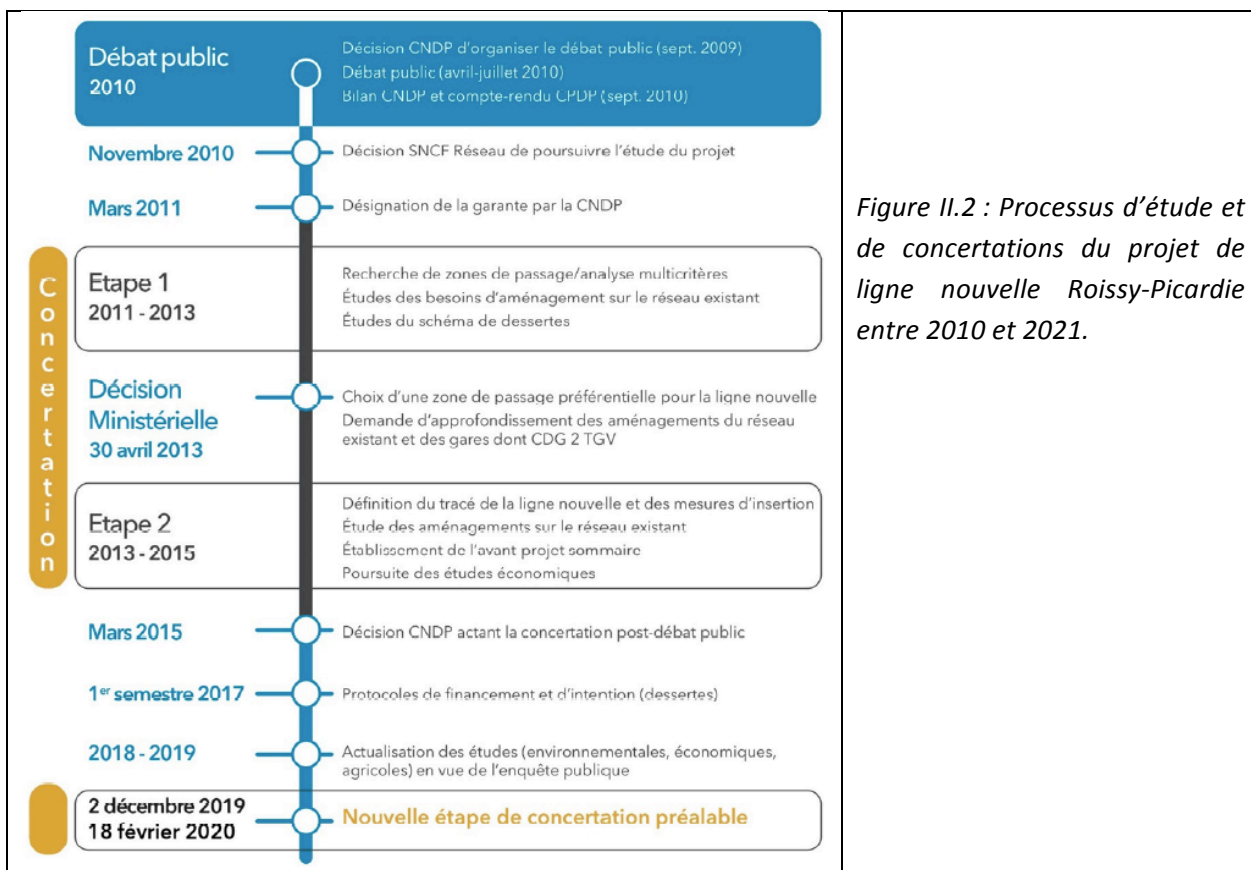 Débat public
2010
Décision CNDP d'organiser le débat public (sept. 2009)
Débat public (avril-juillet 2010)
Bilan CNDP et compte-rendu CPDP (sept. 2010)
Novembre 2010
Décision SNCF Réseau de poursuivre l'étude du projet
Mars 2011
Désignation de la garante par la CNDP
Concertation
Etape 1
2011 - 2013
Recherche de zones de passage/analyse multicritères
Études des besoins d'aménagement sur le réseau existant
Études du schéma de dessertes
Décision
Ministérielle
30 avril 2013
Choix d'une zone de passage préférentielle pour la ligne nouvelle
Demande d'approfondissement des aménagements du réseau
existant et des gares dont CDG 2 TGV
Etape 2
2013 - 2015
Définition du tracé de la ligne nouvelle et des mesures d'insertion
Étude des aménagements sur le réseau existant
Établissement de l'avant projet sommaire
Poursuite des études économiques
Mars 2015
Décision CNDP actant la concertation post-débat public
1er semestre 2017
Protocoles de financement et d'intention (dessertes)
2018 - 2019
Actualisation des études (environnementales, économiques,
agricoles) en vue de l'enquête publique
2 décembre 2019
18 février 2020
Nouvelle étape de concertation préalable
Figure II.2 : Processus d'étude et
de concertations du projet de
ligne nouvelle Roissy-Picardie
entre 2010 et 2021.